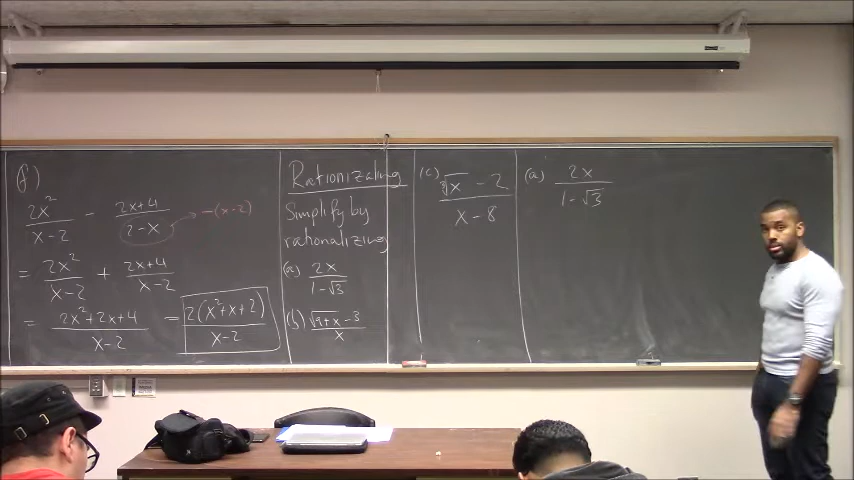 f)
2x²/x-2 - 2x+4/2-x → -(x-2)
= 2x²/x-2 + 2x+4/x-2
= 2x²+2x+4/x-2 = 2(x²+x+2)/x-2
Rationizaling
Simplify by
rationalizing
(a) 2x/1-√3
(b) √9+x -3/x
(c) ∛x - 2/x-8
(a) 2x/1-√3